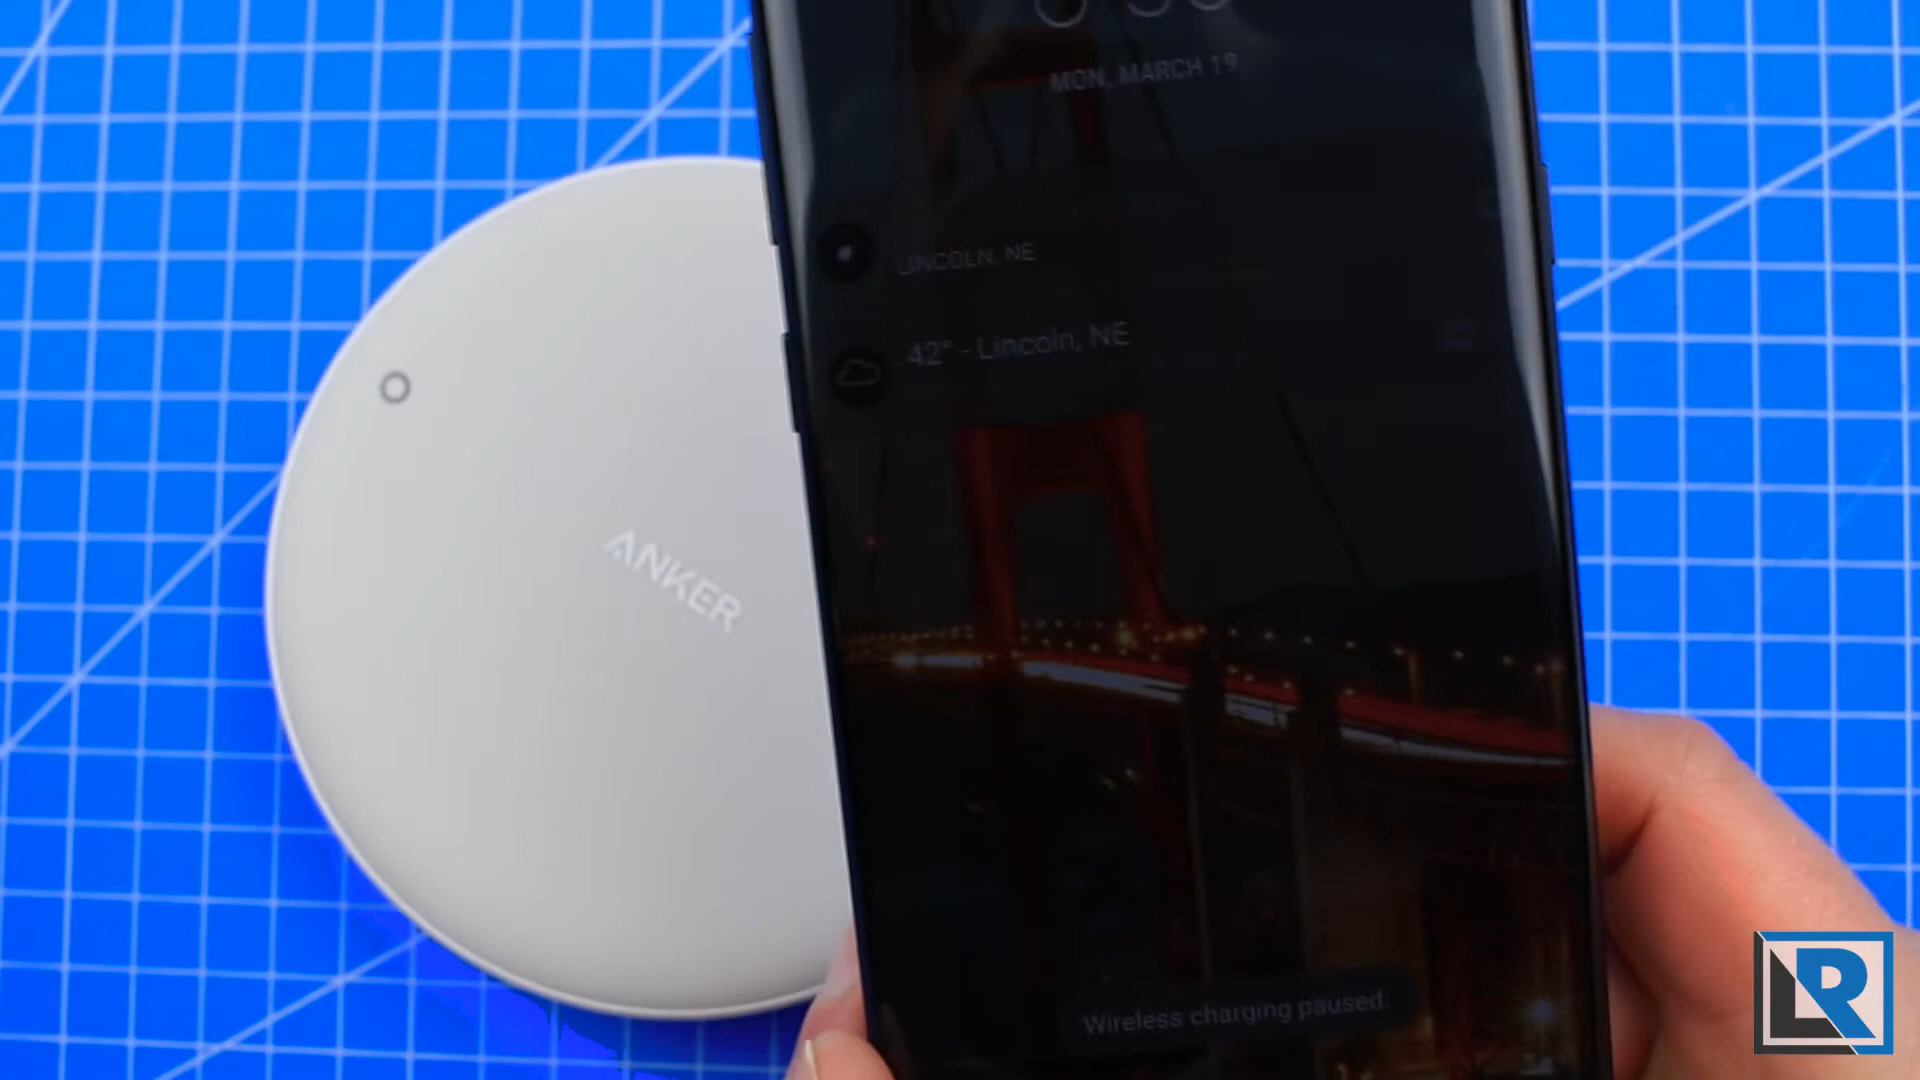 MON, MARCH 19
LINCOLN, NE
42° - Lincoln, NE
ANKER
Wireless charging paused.
LR